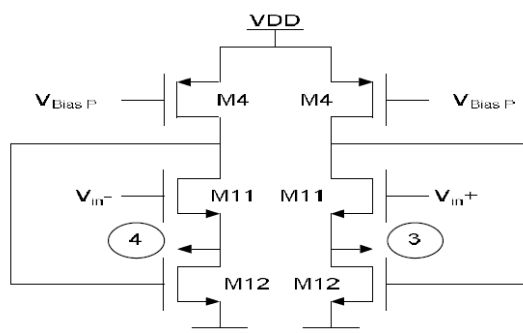 VDD
VBias P M4 M4 VBias P
Vin- M11 M11 Vin+
4 3
M12 M12